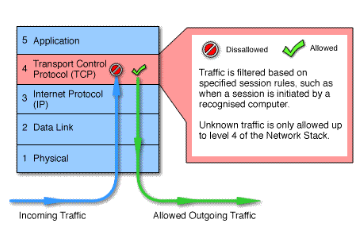 5 Application
4 Transport Control
Protocol (TCP)
3 Internet Protocol
(IP)
2 Data Link
1 Physical
Incoming Traffic
Allowed Outgoing Traffic
Disallowed
Allowed
Traffic is filtered based on
specified session rules, such as
when a session is initiated by a
recognised computer.
Unknown traffic is only allowed up
to level 4 of the Network Stack.